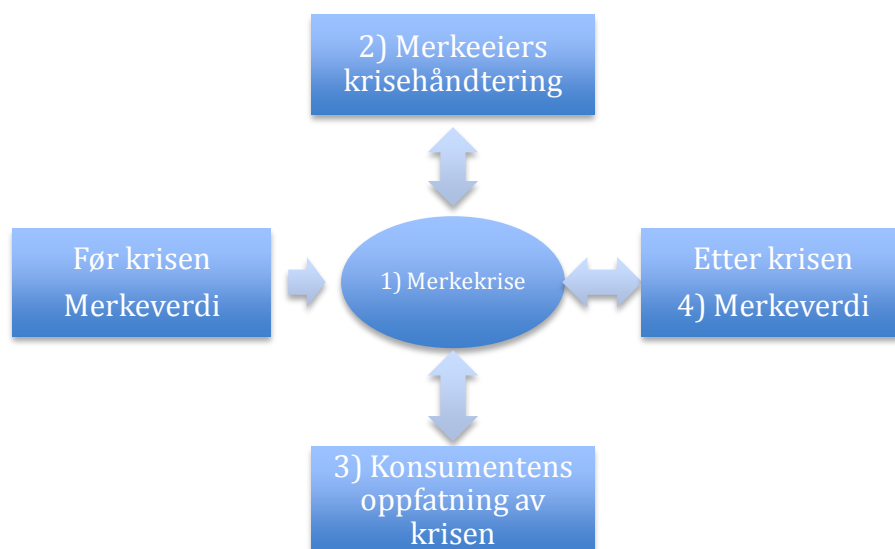 2) Merkeeiers
krisehåndtering
Før krisen
Merkeverdi
1) Merkekrise
Etter krisen
4) Merkeverdi
3) Konsumentens
oppfatning av
krisen